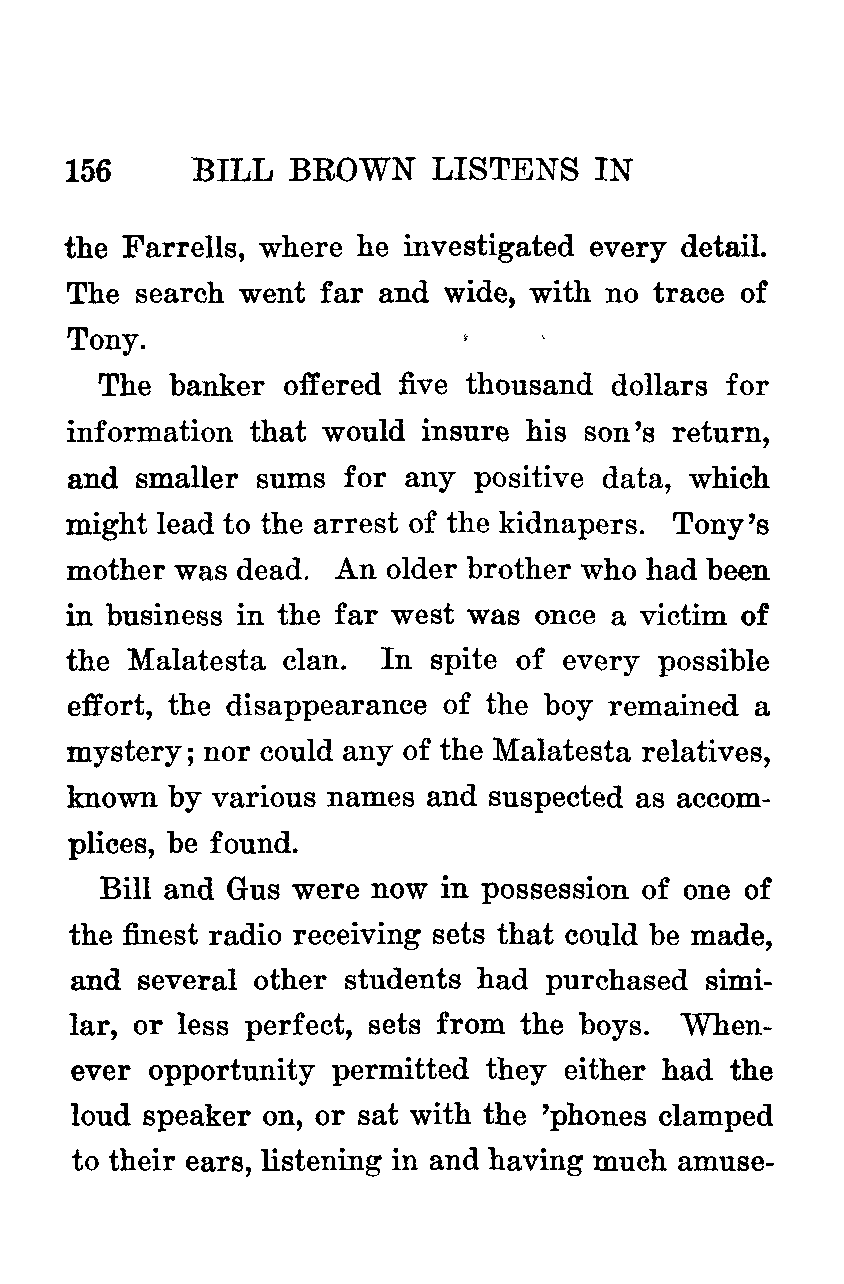 156 BILL BROWN LISTENS IN
the Farrells, where he investigated every detail.
The search went far and wide, with no trace of
Tony.
The banker offered five thousand dollars for
information that would insure his son's return,
and smaller sums for any positive data, which
might lead to the arrest of the kidnapers. Tony's
mother was dead. An older brother who had been
in business in the far west was once a victim of
the Malatesta clan. In spite of every possible
effort, the disappearance of the boy remained a
mystery; nor could any of the Malatesta relatives,
known by various names and suspected as accom-
plices, be found.
Bill and Gus were now in possession of one of
the finest radio receiving sets that could be made,
and several other students had purchased simi-
lar, or less perfect, sets from the boys. When-
ever opportunity permitted they either had the
loud speaker on, or sat with the 'phones clamped
to their ears, listening in and having much amuse-